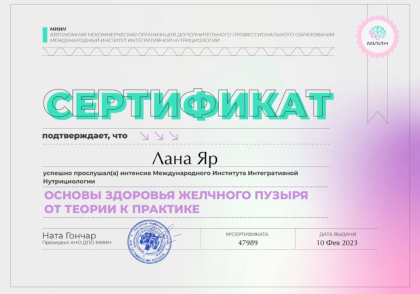 МИИН
АВТОНОМНАЯ НЕКОММЕРЧЕСКАЯ ОРГАНИЗАЦИЯ ДОПОЛНИТЕЛЬНОГО ПРОФЕССИОНАЛЬНОГО ОБРАЗОВАНИЯ
МЕЖДУНАРОДНЫЙ ИНСТИТУТ ИНТЕГРАТИВНОЙ НУТРИЦИОЛОГИИ
МИИН
СЕРТИФИКАТ
подтверждает, что
Лана Яр
успешно прослушал(а) интенсив Международного Института Интегративной
Нутрициологии
ОСНОВЫ ЗДОРОВЬЯ ЖЕЛЧНОГО ПУЗЫРЯ
ОТ ТЕОРИИ К ПРАКТИКЕ
Ната Гончар
Президент АНО ДПО МИИН
№СЕРТИФИКАТА
47989
ДАТА ВЫДАЧИ
10 Фев 2023